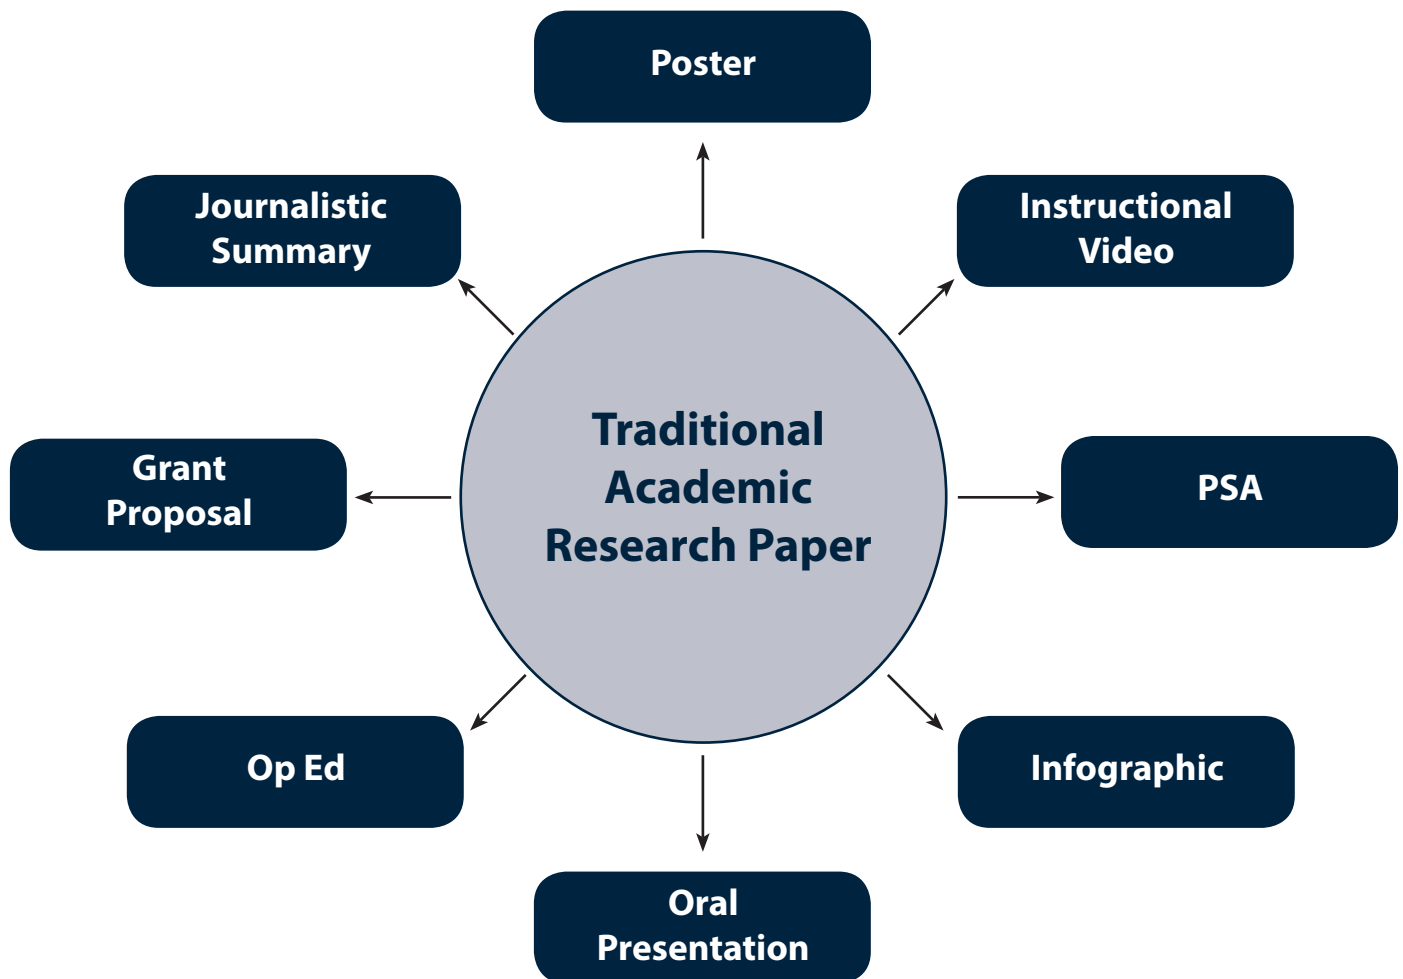 Poster
Journalistic
Summary
Instructional
Video
Traditional
Academic
Research Paper
Grant
Proposal
PSA
Op Ed
Infographic
Oral
Presentation